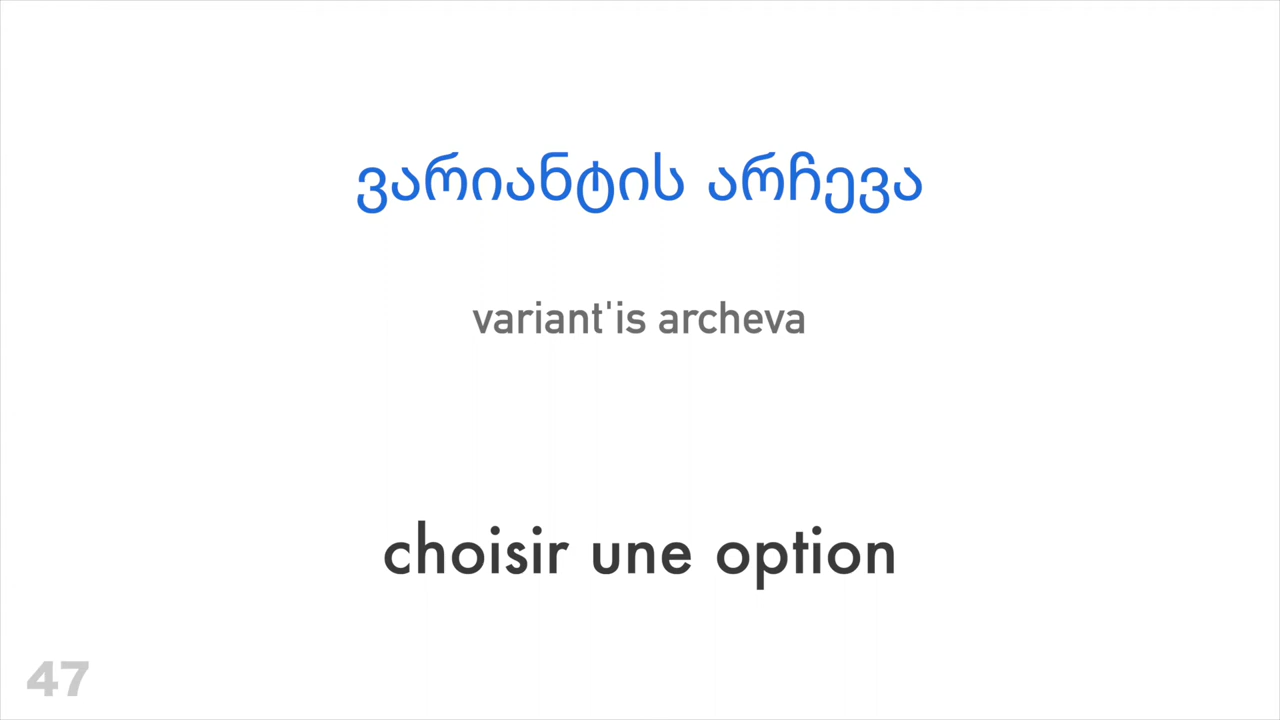 ვარიანტის არჩევა
variant'is archeva
choisir une option
47